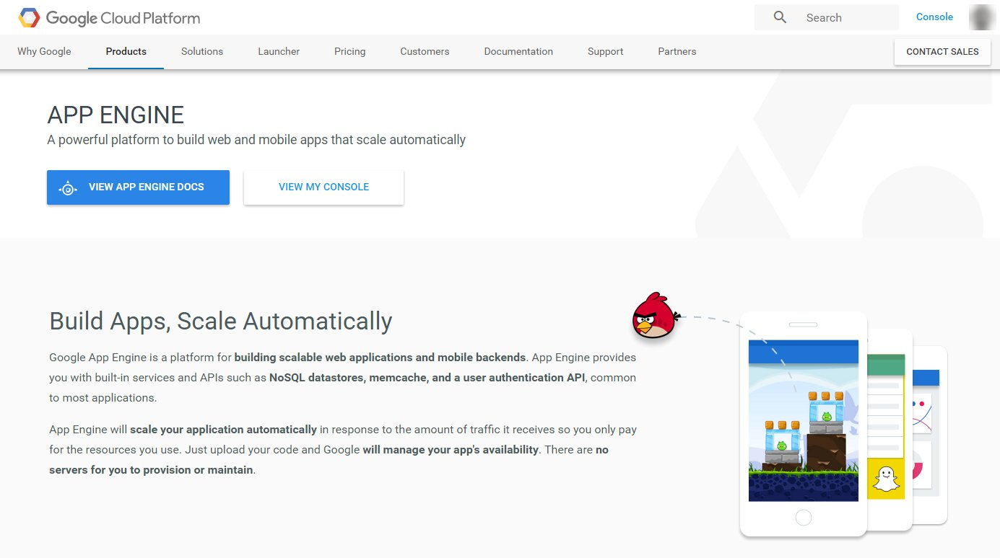 Google Cloud Platform
Search
Console
Why Google
Products
Solutions
Launcher
Pricing
Customers
Documentation
Support
Partners
CONTACT SALES
APP ENGINE
A powerful platform to build web and mobile apps that scale automatically
VIEW APP ENGINE DOCS
VIEW MY CONSOLE
Build Apps, Scale Automatically
Google App Engine is a platform for building scalable web applications and mobile backends. App Engine provides
you with built-in services and APIs such as NoSQL datastores, memcache, and a user authentication API, common
to most applications.
App Engine will scale your application automatically in response to the amount of traffic it receives so you only pay
for the resources you use. Just upload your code and Google will manage your app's availability. There are no
servers for you to provision or maintain.